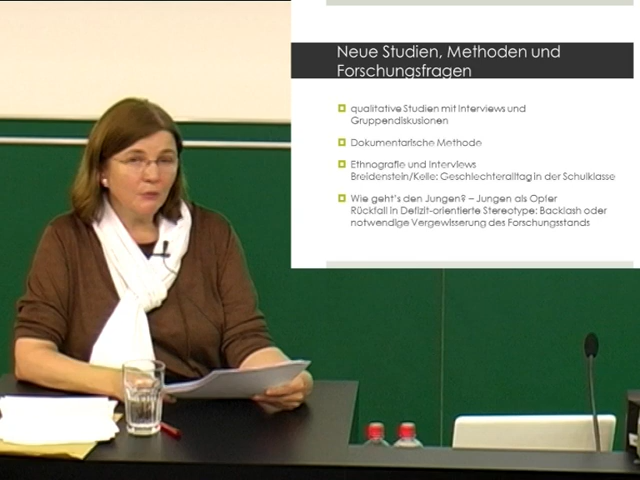 Neue Studien, Methoden und
Forschungsfragen
qualitative Studien mit Interviews und
Gruppendiskusionen
Dokumentarische Methode
Ethnografie und Interviews
Breidenstein/Kelle: Geschlechteralltag in der Schulklasse
Wie geht's den Jungen? – Jungen als Opfer
Rückfall in Defizit-orientierte Stereotype: Backlash oder
notwendige Vergewisserung des Forschungsstands